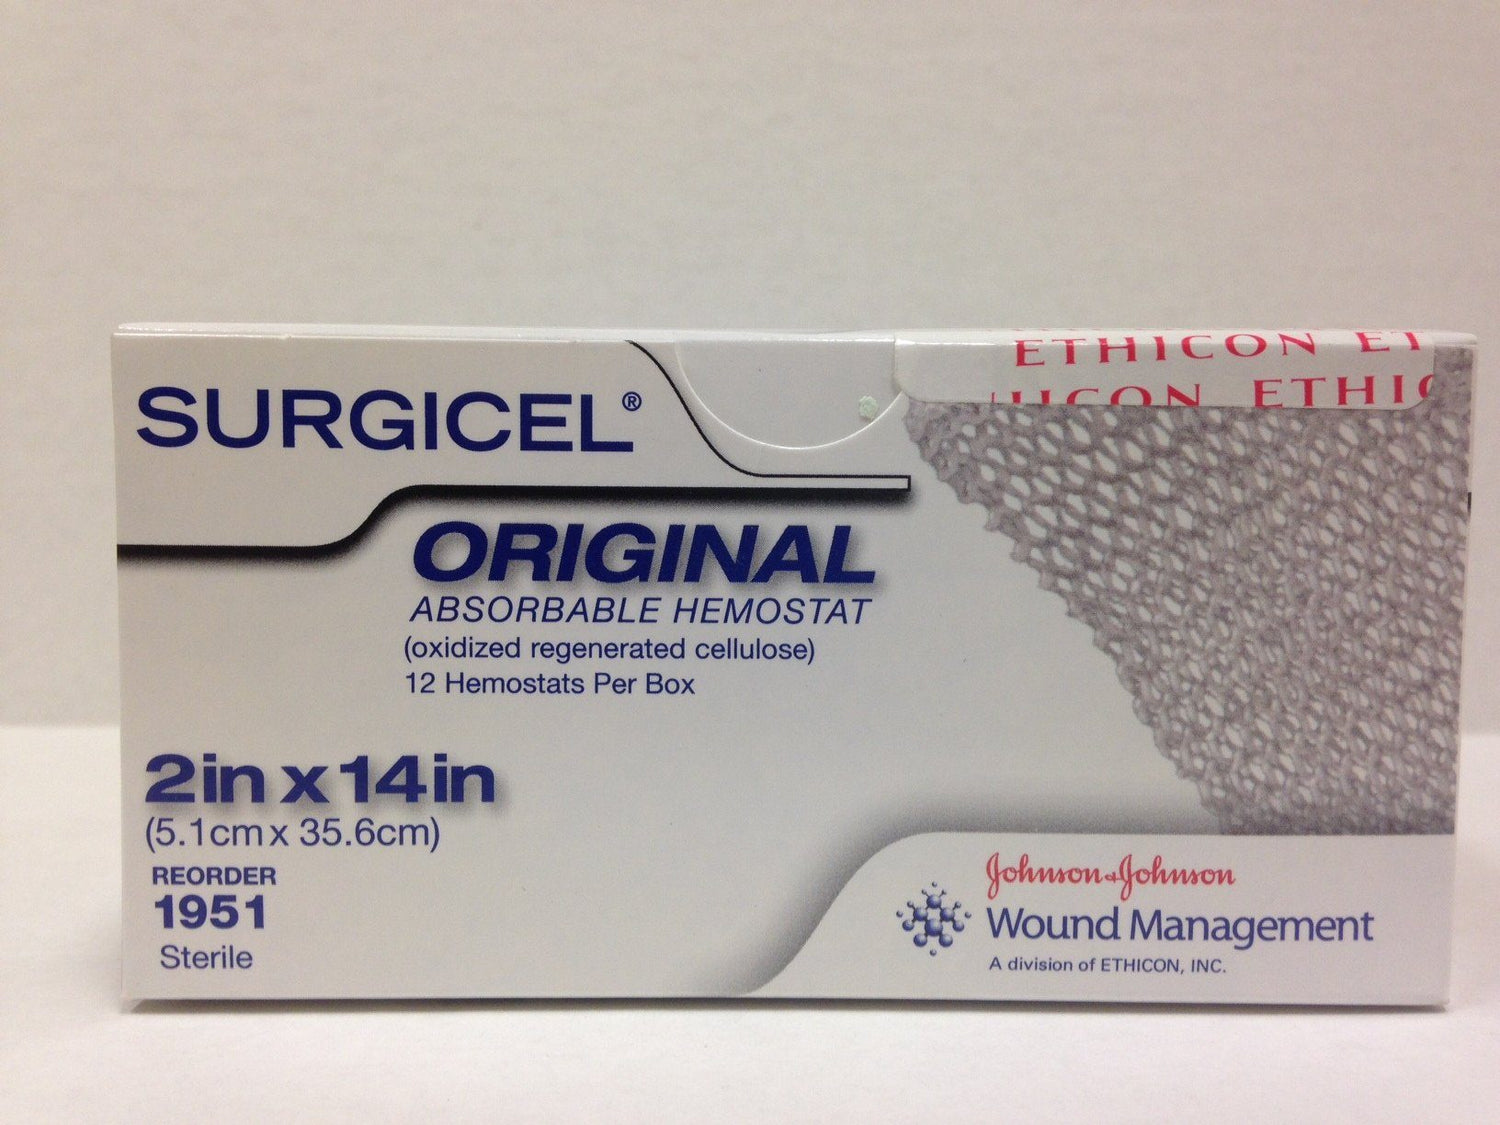 SURGICEL®
ETHICON ET
ETHIC
ORIGINAL
ABSORBABLE HEMOSTAT
(oxidized regenerated cellulose)
12 Hemostats Per Box
2in x 14in
(5.1cm x 35.6cm)
REORDER
1951
Sterile
Johnson & Johnson
Wound Management
A division of ETHICON, INC.